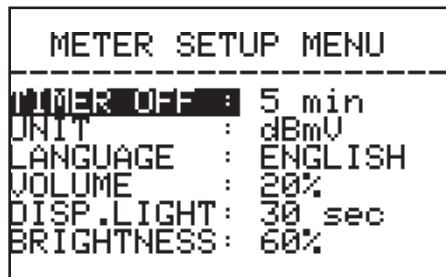 METER SETUP MENU
TIMER OFF : 5 min
UNIT : dBmV
LANGUAGE : ENGLISH
VOLUME : 20%
DISP.LIGHT: 30 sec
BRIGHTNESS: 60%